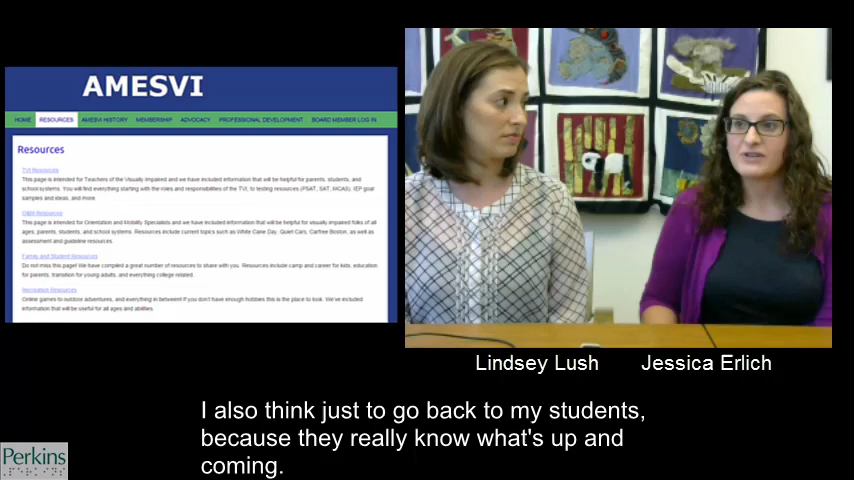 AMESVI
HOME RESOURCES AMESVI HISTORY MEMBERSHIP ADVOCACY PROFESSIONAL DEVELOPMENT BOARD MEMBER LOG IN
Resources
TVI Resources
This page is intended for Teachers of the Visually Impaired and we have included information that will be helpful for parents, students, and
school systems. You will find everything starting with the roles and responsibilities of the TVI, to testing resources (PSAT, SAT, MCAS), IEP goal
samples and ideas, and more.
O&M Resources
This page is intended for Orientation and Mobility Specialists and we have included information that will be helpful for visually impaired folks of all
ages, parents, students, and school systems. Resources include current topics such as White Cane Day, Quiet Cars, Carfree Boston, as well as
assessment and guideline resources.
Family and Student Resources
Do not miss this page! We have compiled a great number of resources to share with you. Resources include camp and career for kids, education
for parents, transition for young adults, and everything college related.
Recreation Resources
Online games to outdoor adventures, and everything in between! If you don't have enough hobbies this is the place to look. We've included
information that will be useful for all ages and abilities.
Lindsey Lush Jessica Erlich
I also think just to go back to my students,
because they really know what's up and
coming.
Perkins